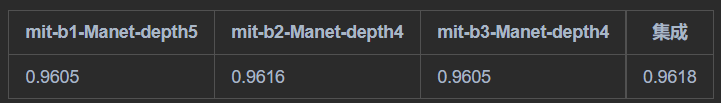 mit-b1-Manet-depth5 mit-b2-Manet-depth4 mit-b3-Manet-depth4 集成
0.9605 0.9616 0.9605 0.9618